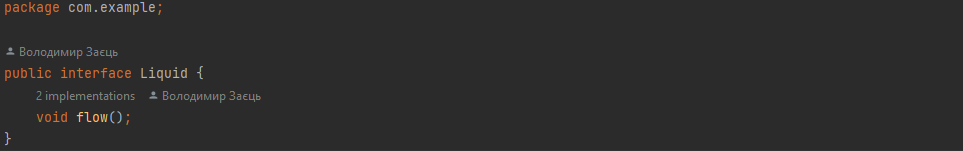 package com.example;
Володимир Заєць
public interface Liquid {
2 implementations Володимир Заєць
void flow();
}